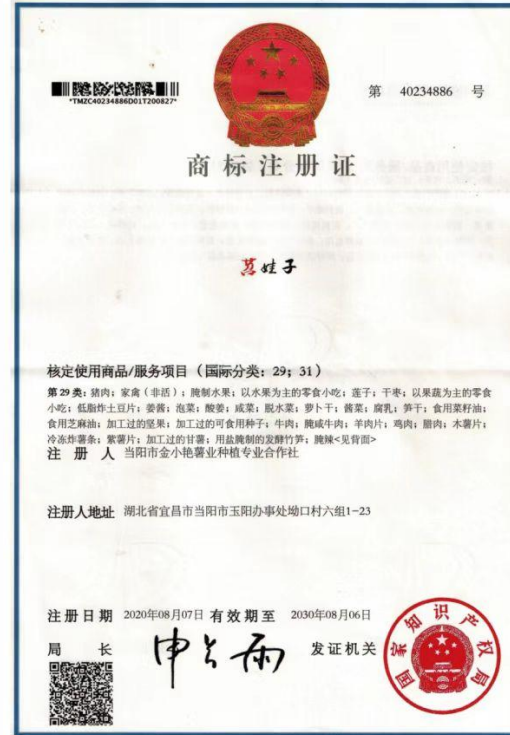 *TMZC40234886D01T200827*
第 40234886 号
商标注册证
娃子
核定使用商品/服务项目（国际分类：29；31）
第29类：猪肉；家禽（非活）；腌制水果；以水果为主的零食小吃；莲子；干枣；以果蔬为主的零食
小吃；低脂炸土豆片；姜酱；泡菜；酸姜；咸菜；脱水菜；萝卜干；酱菜；腐乳；笋干；食用菜籽油；
食用芝麻油；加工过的坚果；加工过的可食用种子；牛肉；腌咸牛肉；羊肉片；鸡肉；腊肉；木薯片；
冷冻炸薯条；紫薯片；加工过的甘薯；用盐腌制的发酵竹笋；腌辣<见背面>
注册人 当阳市金小艳薯业种植专业合作社
注册人地址 湖北省宜昌市当阳市玉阳办事处坳口村六组1-23
注册日期 2020年08月07日 有效期至 2030年08月06日
局长 申长雨 发证机关
国家知识产权局